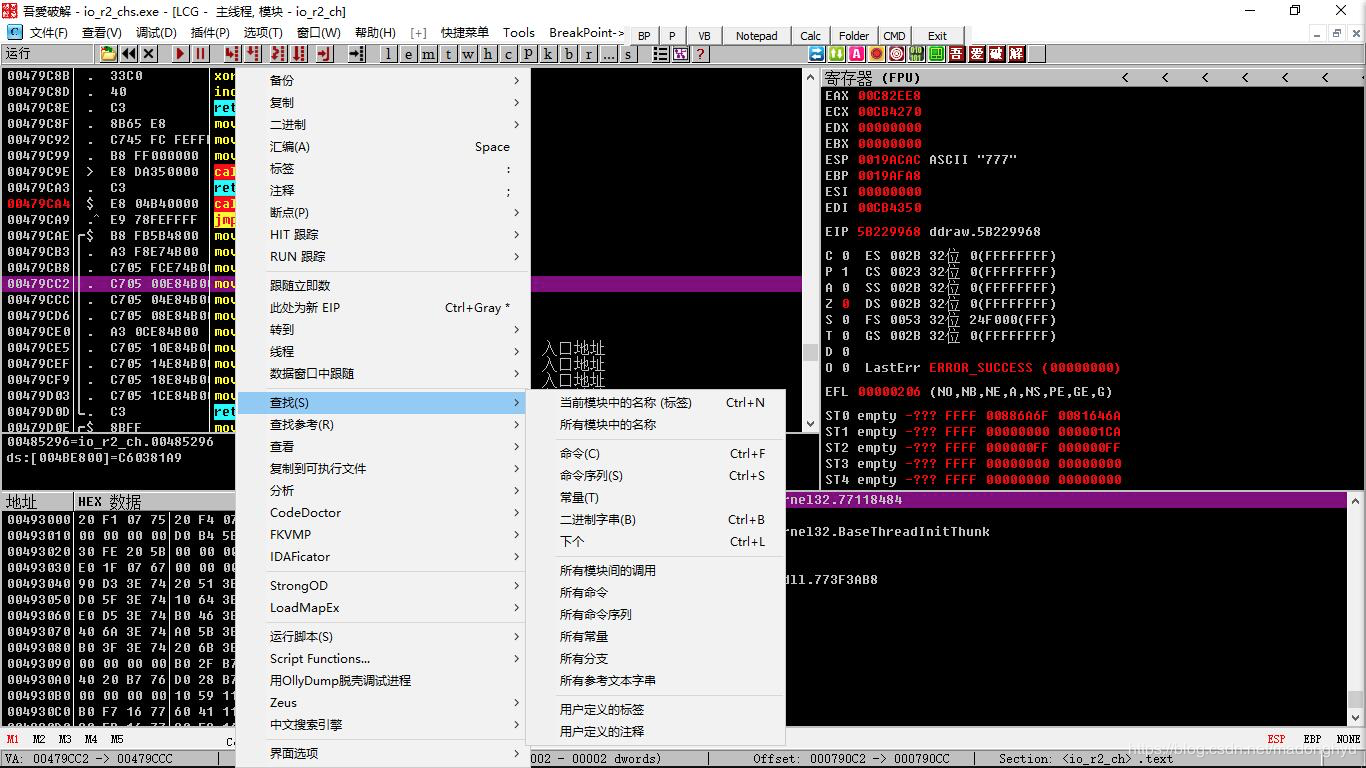 吾愛破解 - io_r2_chs.exe - [LCG - 主线程, 模块 - io_r2_ch]
文件(F) 查看(V) 调试(D) 插件(P) 选项(T) 窗口(W) 帮助(H) [+] 快捷菜单 Tools BreakPoint-> BP P VB Notepad Calc Folder CMD Exit
运行 l e m t w h c p k b r ... s ? 吾 爱 破 解
00479C8B . 33C0 xor
00479C8D . 40 inc
00479C8E . C3 ret
00479C8F . 8B65 E8 mov
00479C92 . C745 FC FEFFF mov
00479C99 . B8 FF000000 mov
00479C9E > E8 DA350000 cal
00479CA3 . C3 ret
00479CA4 $ E8 04B40000 cal
00479CA9 .^ E9 78FEFFFF jmp
00479CAE $ B8 FB5B4800 mov
00479CB3 . A3 F8E74B00 mov
00479CB8 . C705 FCE74B0 mov
00479CC2 . C705 00E84B0 mov
00479CCC . C705 04E84B0 mov
00479CD6 . C705 08E84B0 mov
00479CE0 . A3 0CE84B00 mov
00479CE5 . C705 10E84B0 mov
00479CEF . C705 14E84B0 mov
00479CF9 . C705 18E84B0 mov
00479D03 . C705 1CE84B0 mov
00479D0D . C3 ret
00479D0E $ 8BFF mov
入口地址
入口地址
入口地址
00485296=io_r2_ch.00485296
ds:[004BE800]=C60381A9
备份
复制
二进制
汇编(A) Space
标签 :
注释 ;
断点(P)
HIT 跟踪
RUN 跟踪
跟随立即数
此处为新 EIP Ctrl+Gray *
转到
线程
数据窗口中跟随
查找(S)
查找参考(R)
查看
复制到可执行文件
分析
CodeDoctor
FKVMP
IDAFicator
StrongOD
LoadMapEx
运行脚本(S)
Script Functions...
用OllyDump脱壳调试进程
Zeus
中文搜索引擎
界面选项
当前模块中的名称 (标签) Ctrl+N
所有模块中的名称
命令(C) Ctrl+F
命令序列(S) Ctrl+S
常量(T)
二进制字串(B) Ctrl+B
下个 Ctrl+L
所有模块间的调用
所有命令
所有命令序列
所有常量
所有分支
所有参考文本字串
用户定义的标签
用户定义的注释
寄存器 (FPU) < < < < < <
EAX 00C82EE8
ECX 00CB4270
EDX 00000000
EBX 00000000
ESP 0019ACAC ASCII "777"
EBP 0019AFA8
ESI 00000000
EDI 00CB4350
EIP 5B229968 ddraw.5B229968
C 0 ES 002B 32位 0(FFFFFFFF)
P 1 CS 0023 32位 0(FFFFFFFF)
A 0 SS 002B 32位 0(FFFFFFFF)
Z 0 DS 002B 32位 0(FFFFFFFF)
S 0 FS 0053 32位 24F000(FFF)
T 0 GS 002B 32位 0(FFFFFFFF)
D 0
O 0 LastErr ERROR_SUCCESS (00000000)
EFL 00000206 (NO,NB,NE,A,NS,PE,GE,G)
ST0 empty -??? FFFF 00886A6F 0081646A
ST1 empty -??? FFFF 00000000 000001CA
ST2 empty -??? FFFF 000000FF 000000FF
ST3 empty -??? FFFF 00000000 00000000
ST4 empty -??? FFFF 00000000 00000000
地址 HEX 数据
00493000 20 F1 07 75 20 F4 07
00493010 00 00 00 00 D0 B4 5B
00493020 30 FE 20 5B 00 00 00
00493030 E0 1F 07 67 00 00 00
00493040 90 D3 3E 74 20 51 3E
00493050 D0 5F 3E 74 10 64 3E
00493060 E0 D5 3E 74 B0 46 3E
00493070 40 6A 3E 74 A0 5B 3E
00493080 B0 3F 3E 74 20 6B 3E
00493090 00 00 00 00 B0 2F B7
004930A0 40 20 B7 76 D0 28 B7
004930B0 00 00 00 00 10 59 11
004930C0 B0 F7 16 77 60 41 11
rnel32.77118484
rnel32.BaseThreadInitThunk
dll.773F3AB8
M1 M2 M3 M4 M5 ESP EBP NONE
VA: 00479CC2 -> 00479CCC 002 - 00002 dwords) Offset: 000790C2 -> 000790CC Section: <io_r2_ch> .text
https://blog.csdn.net/madonghyu